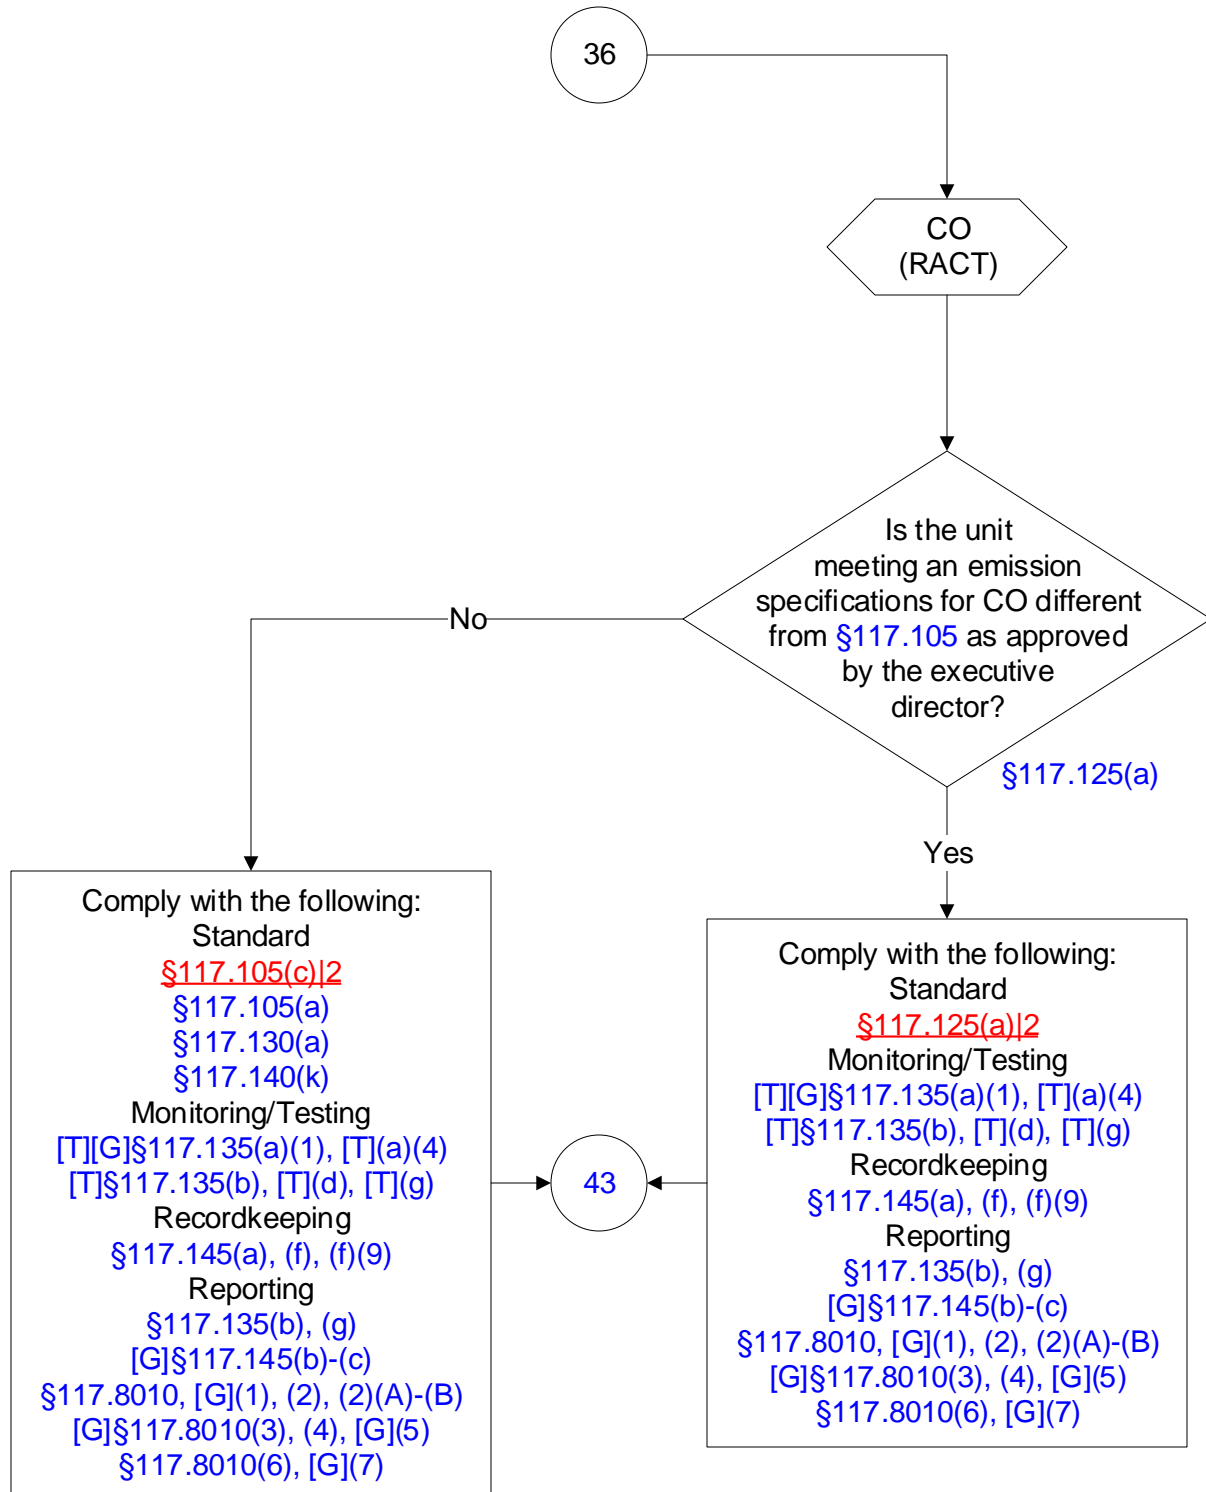 36
CO
(RACT)
Is the unit
meeting an emission
specifications for CO different
from §117.105 as approved
by the executive
director?
§117.125(a)
No
Yes
Comply with the following:
Standard
§117.105(c)|2
§117.105(a)
§117.130(a)
§117.140(k)
Monitoring/Testing
[T][G]§117.135(a)(1), [T](a)(4)
[T]§117.135(b), [T](d), [T](g)
Recordkeeping
§117.145(a), (f), (f)(9)
Reporting
§117.135(b), (g)
[G]§117.145(b)-(c)
§117.8010, [G](1), (2), (2)(A)-(B)
[G]§117.8010(3), (4), [G](5)
§117.8010(6), [G](7)
43
Comply with the following:
Standard
§117.125(a)|2
Monitoring/Testing
[T][G]§117.135(a)(1), [T](a)(4)
[T]§117.135(b), [T](d), [T](g)
Recordkeeping
§117.145(a), (f), (f)(9)
Reporting
§117.135(b), (g)
[G]§117.145(b)-(c)
§117.8010, [G](1), (2), (2)(A)-(B)
[G]§117.8010(3), (4), [G](5)
§117.8010(6), [G](7)